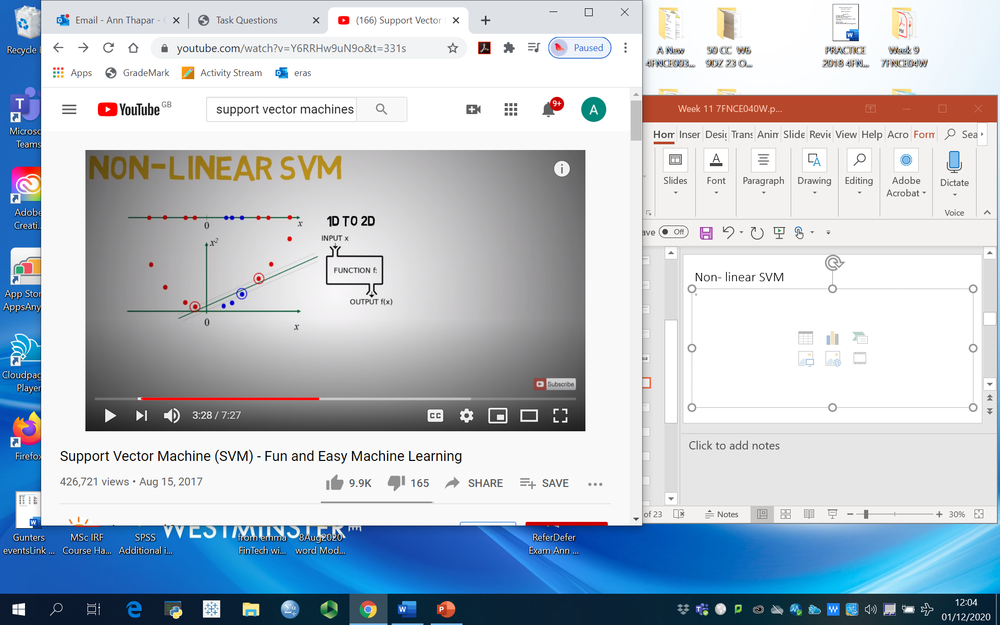 Recycle
Microso
Teams
Adobe
Creati...
App Stor
AppsAny
Cloudpag
Player
Firefox
Gunters
eventsLink ...
MSc IRF
Course Ha...
SPSS
Additional i...
WESTMINSTER
from emma
FinTech wi...
8Aug2020
word Mod...
ReferDefer
Exam Ann ...
Email - Ann Thapar -
Task Questions
(166) Support Vector
youtube.com/watch?v=Y6RRHw9uN9o&t=331s
Paused
Apps
GradeMark
Activity Stream
eras
YouTube GB
support vector machines
9+
A
NON-LINEAR SVM
0
x
x²
0
x
1D TO 2D
INPUT x
FUNCTION f:
OUTPUT f(x)
Subscribe
3:28 / 7:27
CC
Support Vector Machine (SVM) - Fun and Easy Machine Learning
426,721 views • Aug 15, 2017
9.9K
165
SHARE
SAVE
A New
4FNCE003...
50 CC W6
9DZ 23 O...
PRACTICE
2018 4FN...
Week 9
7FNCE04W
Week 11 7FNCE040W.p...
Hom
Inser
Desig
Trans
Anim
Slide
Revie
View
Help
Acro
Form
Sea
Slides
Font
Paragraph
Drawing
Editing
Adobe
Acrobat
Dictate
Voice
ave
Off
Non- linear SVM
Click to add notes
of 23
Notes
30%
12:04
01/12/2020